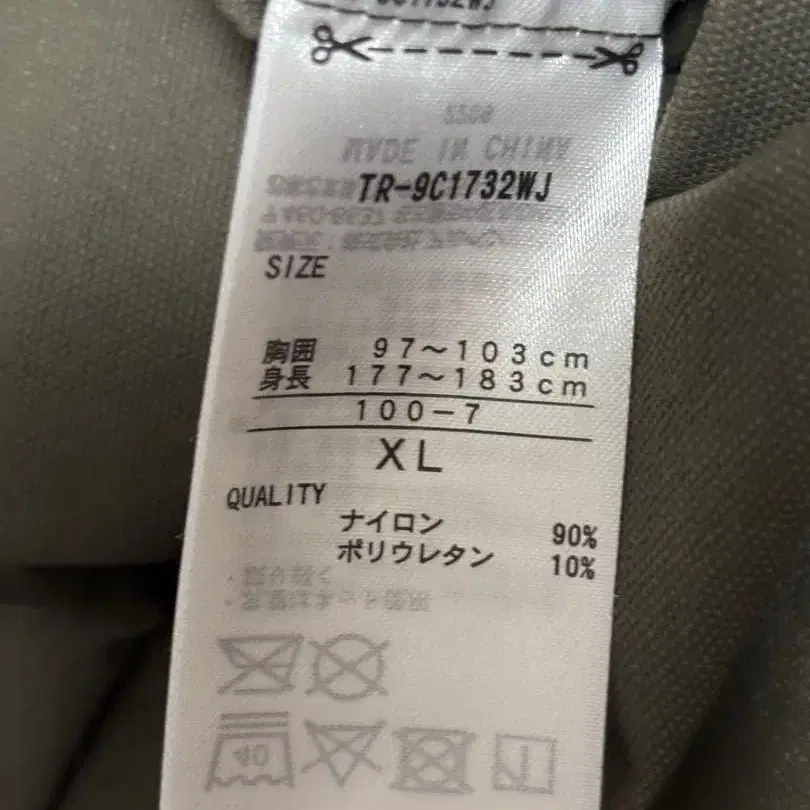 TR-9C1732WJ
SIZE
胸囲 97～103cm
身長 177～183cm
100-7
XL
QUALITY
ナイロン 90%
ポリウレタン 10%
MADE IN CHINA
40